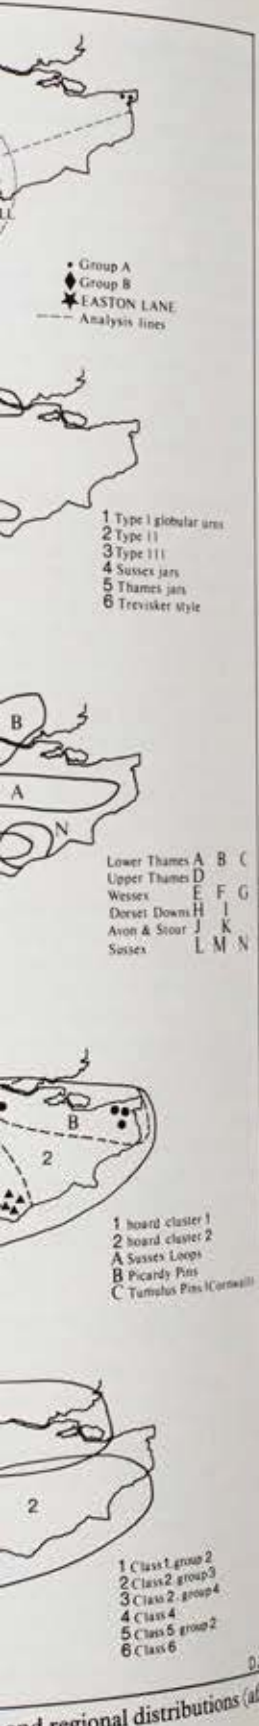 LL
• Group A
♦ Group B
★ EASTON LANE
--- Analysis lines
1 Type I globular urns
2 Type II
3 Type III
4 Sussex jars
5 Thames jars
6 Trevisker style
B
A
N
Lower Thames A B C
Upper Thames D
Wessex E F G
Dorset Downs H I
Avon & Stour J K
Sussex L M N
B
2
1 hoard cluster 1
2 hoard cluster 2
A Sussex Loops
B Picardy Pins
C Tumulus Pins (Cornwall)
2
1 Class 1, group 2
2 Class 2, group 3
3 Class 2, group 4
4 Class 4
5 Class 5 group 2
6 Class 6
D.
and regional distributions (af